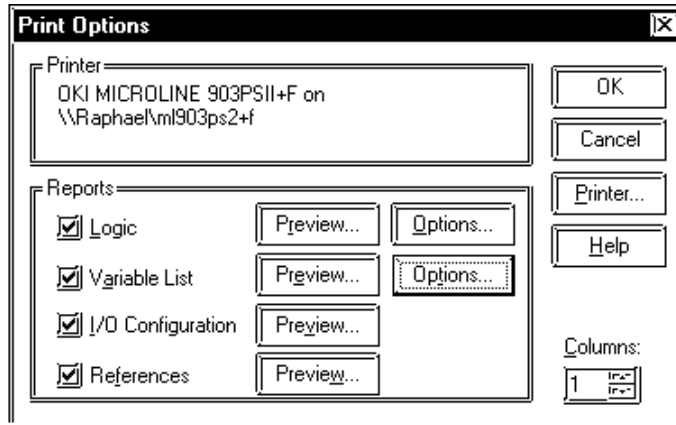 Print Options
Printer
OKI MICROLINE 903PSII+F on
\\Raphael\ml903ps2+f
OK
Cancel
Printer...
Help
Reports
Logic Preview... Options...
Variable List Preview... Options...
I/O Configuration Preview...
References Preview...
Columns:
1